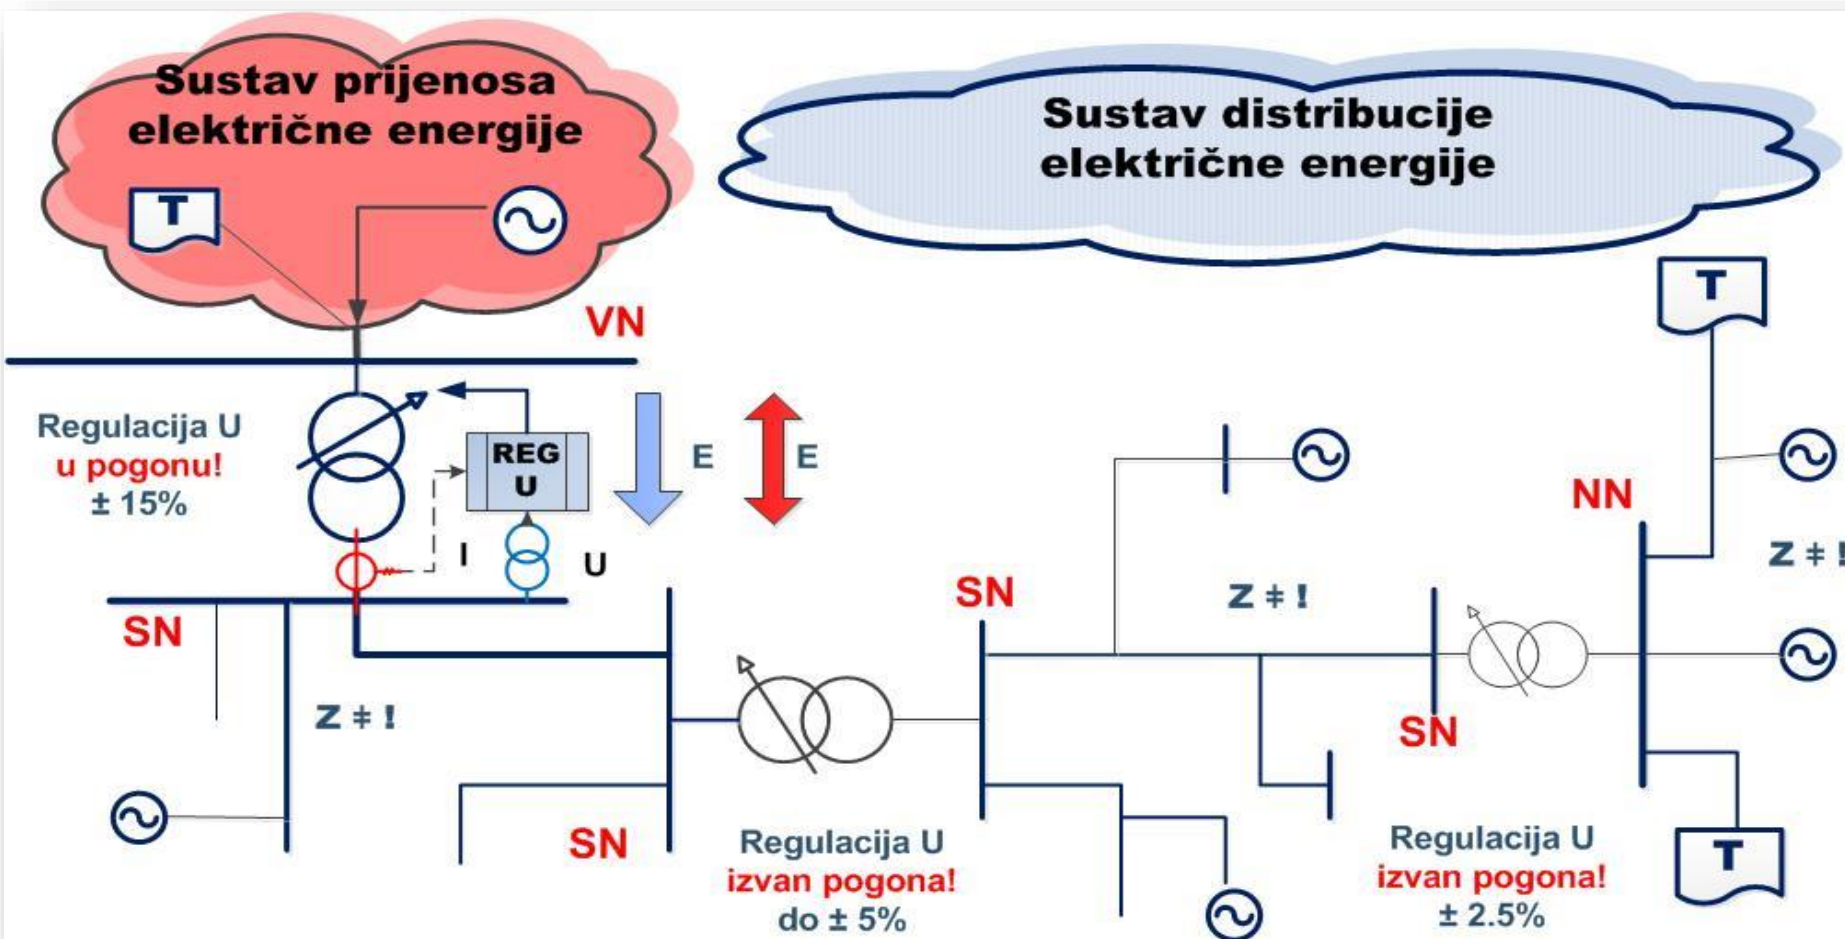 Sustav prijenosa
električne energije
Sustav distribucije
električne energije
T
T
VN
Regulacija U
u pogonu!
± 15%
REG
U
E
E
I
U
NN
Z ǂ !
SN
SN
Z ǂ !
Z ǂ !
SN
SN
Regulacija U
izvan pogona!
do ± 5%
Regulacija U
izvan pogona!
± 2.5%
T